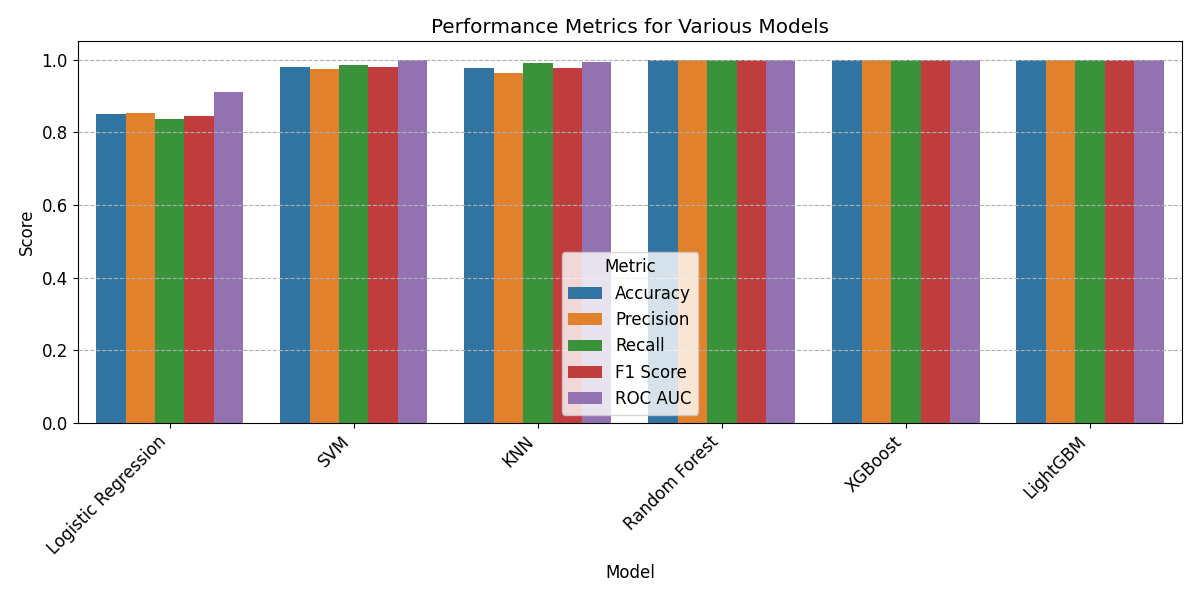 Performance Metrics for Various Models
Score
1.0
0.8
0.6
0.4
0.2
0.0
Metric
Accuracy
Precision
Recall
F1 Score
ROC AUC
Logistic Regression
SVM
KNN
Random Forest
XGBoost
LightGBM
Model